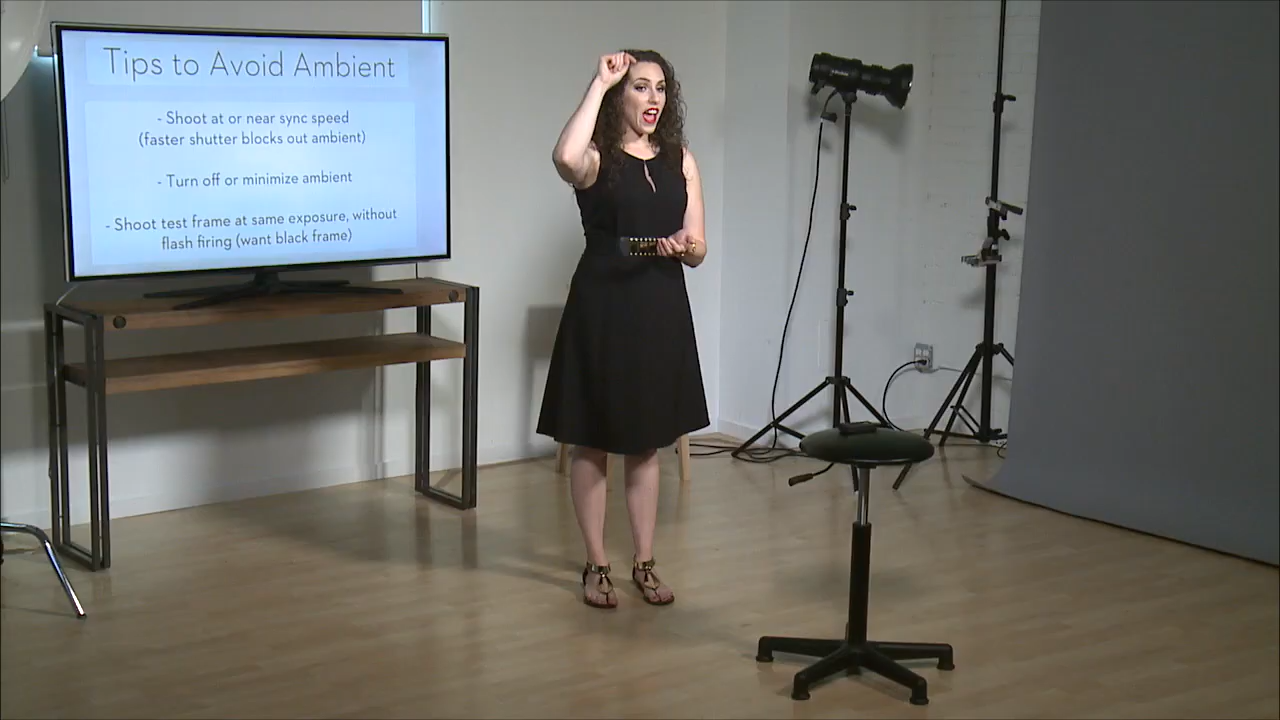 Tips to Avoid Ambient
- Shoot at or near sync speed
(faster shutter blocks out ambient)
- Turn off or minimize ambient
- Shoot test frame at same exposure, without
flash firing (want black frame)